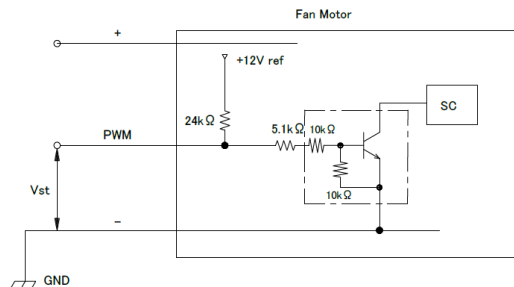 Fan Motor
+
+12V ref
SC
24kΩ
PWM
5.1kΩ
10kΩ
10kΩ
Vst
−
GND